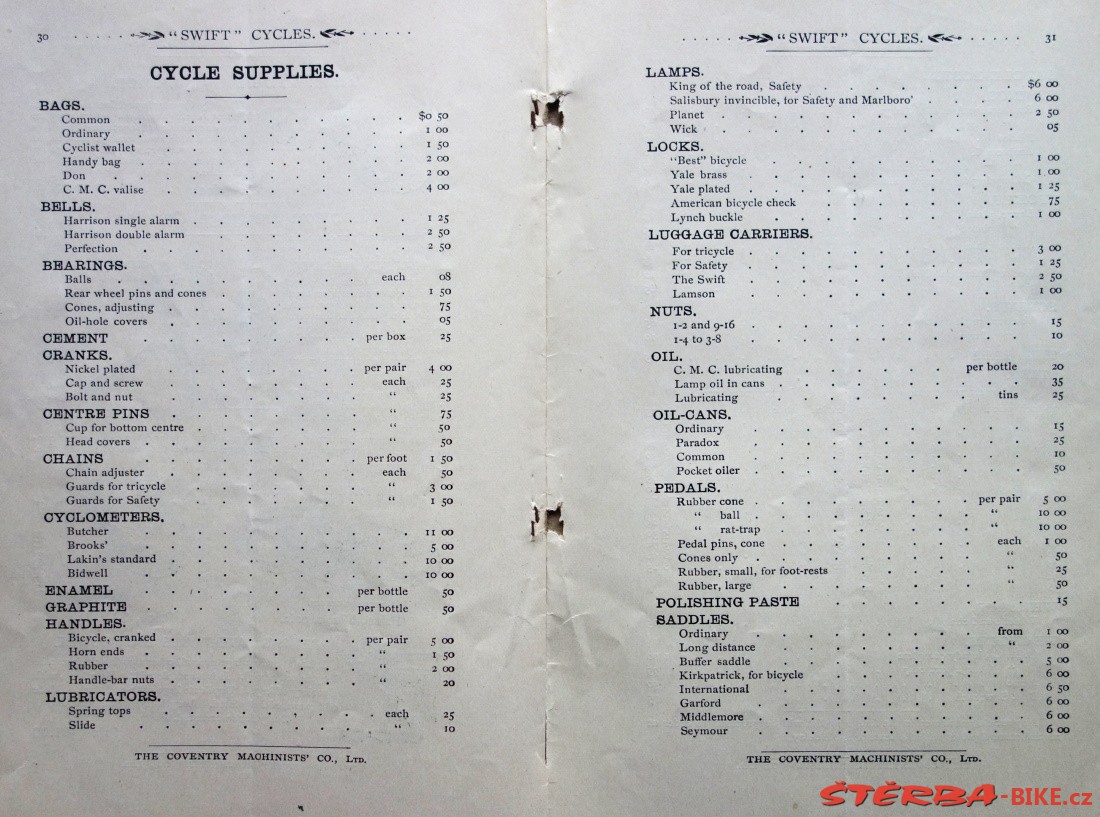 30 "SWIFT" CYCLES.
CYCLE SUPPLIES.
BAGS.
Common $0 50
Ordinary 1 00
Cyclist wallet 1 50
Handy bag 2 00
Don 2 00
C. M. C. valise 4 00
BELLS.
Harrison single alarm 1 25
Harrison double alarm 2 50
Perfection 2 50
BEARINGS.
Balls each 08
Rear wheel pins and cones 1 50
Cones, adjusting 75
Oil-hole covers 05
CEMENT per box 25
CRANKS.
Nickel plated per pair 4 00
Cap and screw each 25
Bolt and nut " 25
CENTRE PINS " 75
Cup for bottom centre " 50
Head covers " 50
CHAINS per foot 1 50
Chain adjuster each 50
Guards for tricycle " 3 00
Guards for Safety " 1 50
CYCLOMETERS.
Butcher 11 00
Brooks' 5 00
Lakin's standard 10 00
Bidwell 10 00
ENAMEL per bottle 50
GRAPHITE per bottle 50
HANDLES.
Bicycle, cranked per pair 5 00
Horn ends " 1 50
Rubber " 2 00
Handle-bar nuts " 20
LUBRICATORS.
Spring tops each 25
Slide " 10
THE COVENTRY MACHINISTS' CO., LTD.
"SWIFT" CYCLES. 31
LAMPS.
King of the road, Safety $6 00
Salisbury invincible, for Safety and Marlboro' 6 00
Planet 2 50
Wick 05
LOCKS.
"Best" bicycle 1 00
Yale brass 1 00
Yale plated 1 25
American bicycle check 75
Lynch buckle 1 00
LUGGAGE CARRIERS.
For tricycle 3 00
For Safety 1 25
The Swift 2 50
Lamson 1 00
NUTS.
1-2 and 9-16 15
1-4 to 3-8 10
OIL.
C. M. C. lubricating per bottle 20
Lamp oil in cans 35
Lubricating tins 25
OIL-CANS.
Ordinary 15
Paradox 25
Common 10
Pocket oiler 50
PEDALS.
Rubber cone per pair 5 00
" ball " 10 00
" rat-trap " 10 00
Pedal pins, cone each 1 00
Cones only " 50
Rubber, small, for foot-rests " 25
Rubber, large " 50
POLISHING PASTE 15
SADDLES.
Ordinary from 1 00
Long distance " 2 00
Buffer saddle 5 00
Kirkpatrick, for bicycle 6 00
International 6 50
Garford 6 00
Middlemore 6 00
Seymour 6 00
THE COVENTRY MACHINISTS' CO., LTD.
ŠTĚRBA-BIKE.cz